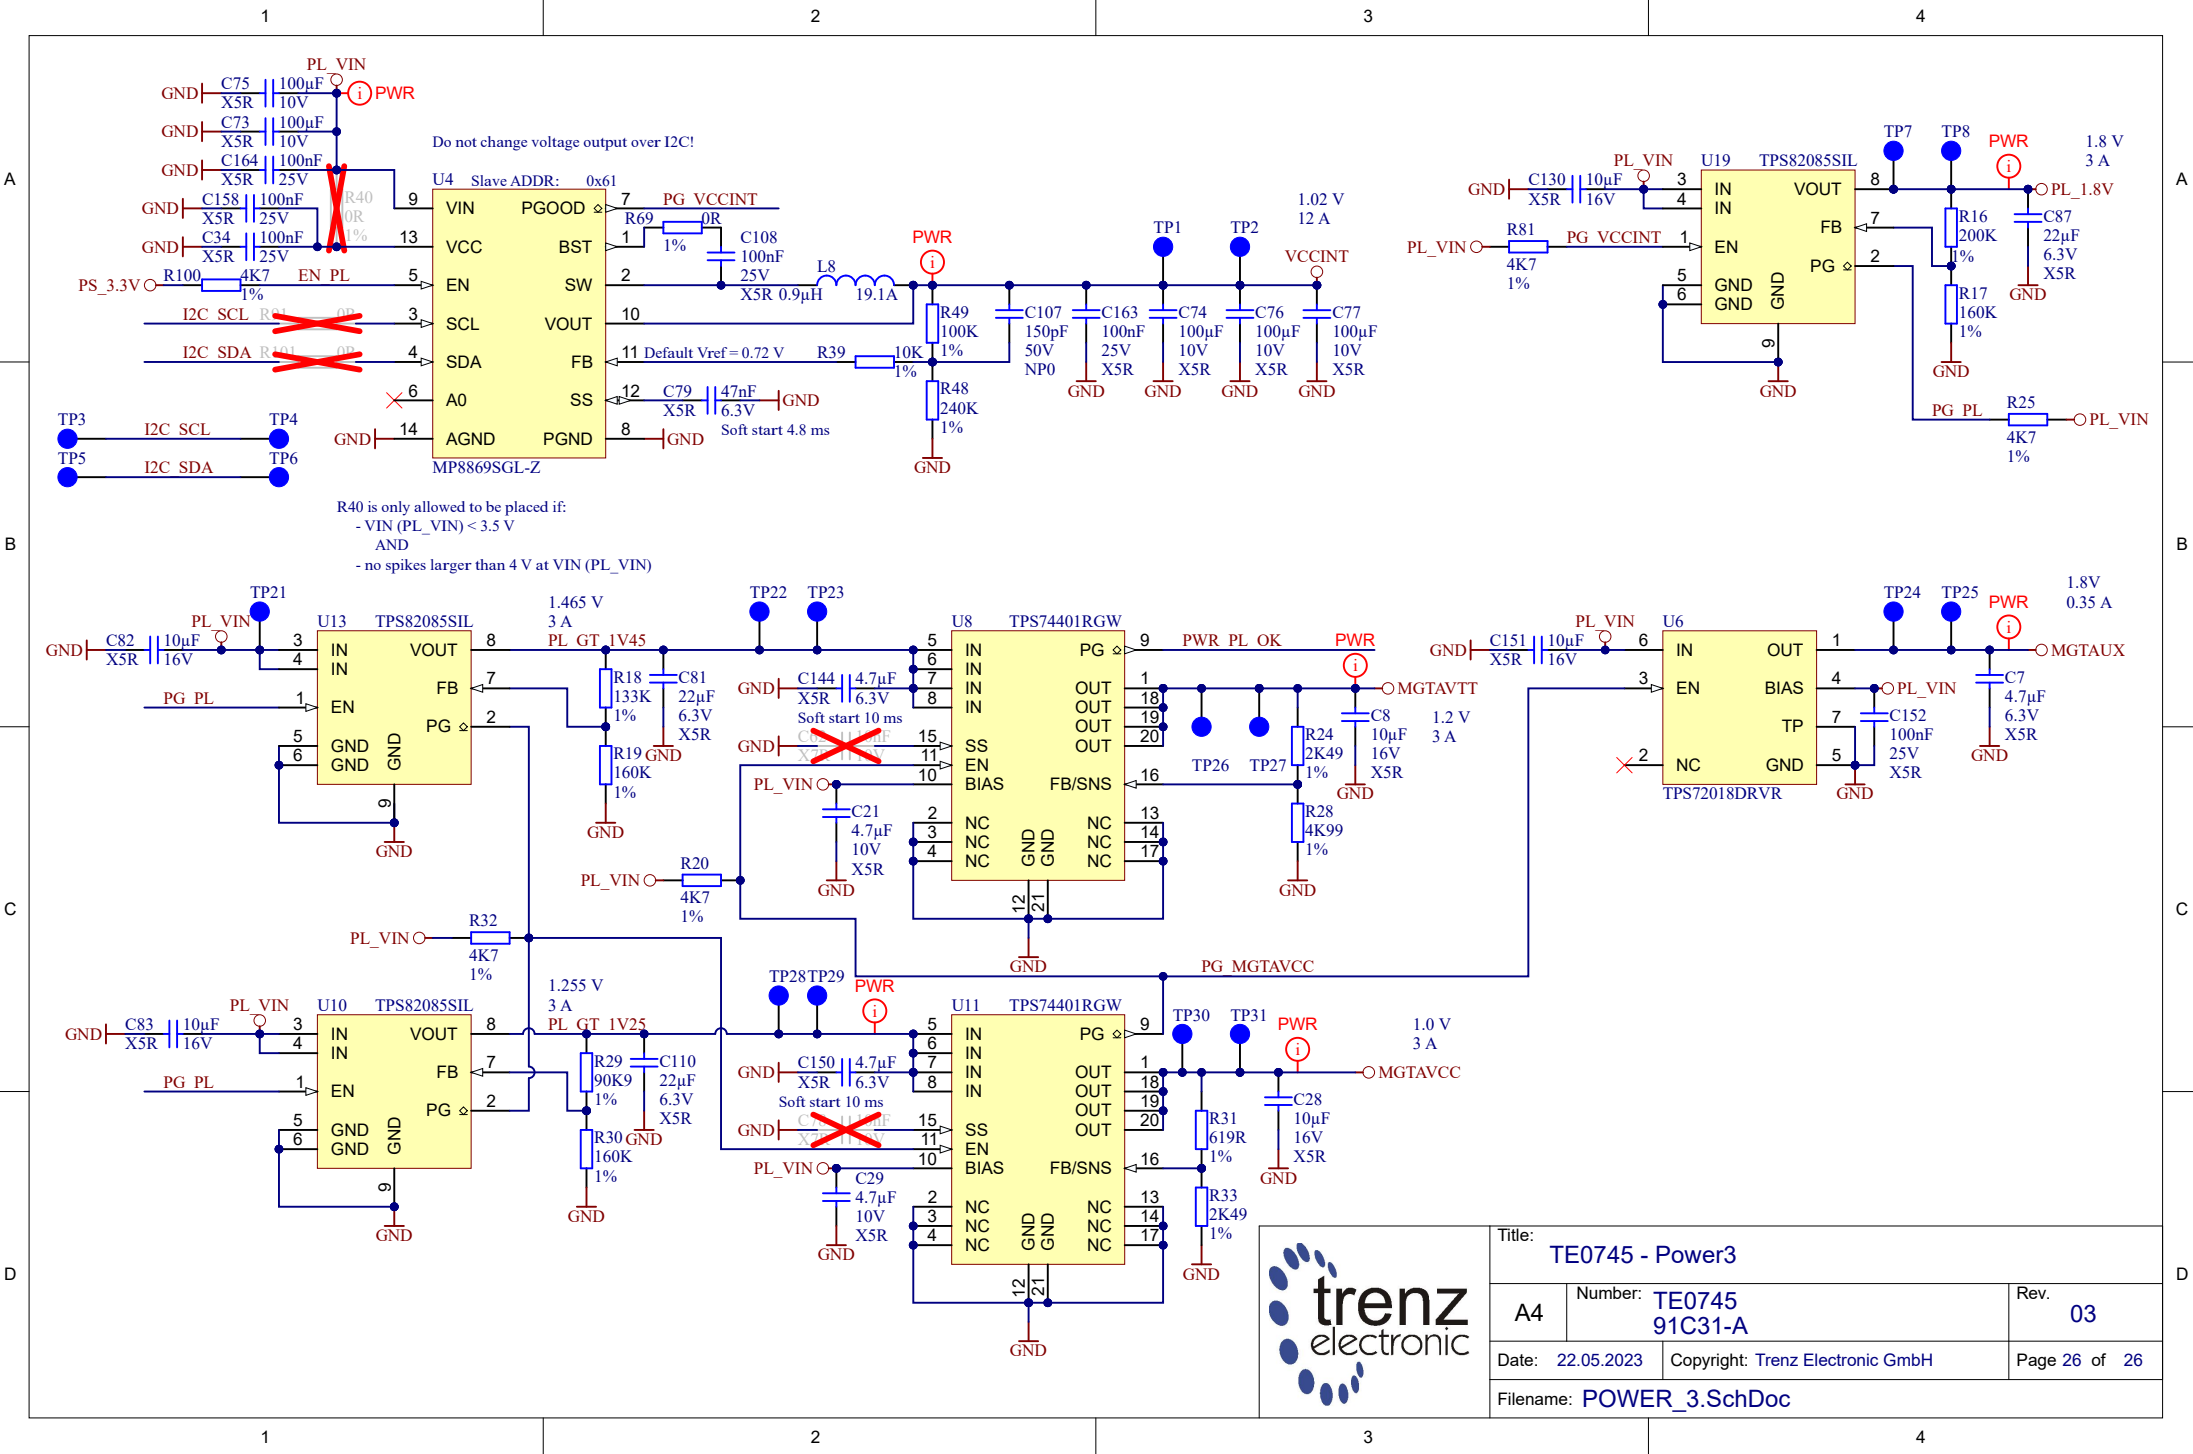 1 2 3 4
A
B
C
D
PL_VIN
PWR
GND C75 100µF
X5R 10V
GND C73 100µF
X5R 10V
GND C164 100nF
X5R 25V
GND C158 100nF
X5R 25V
GND C34 100nF
X5R 25V
R40
0R
1%
PS_3.3V R100 4K7 EN_PL
1%
I2C_SCL
I2C_SDA
Do not change voltage output over I2C!
U4 Slave ADDR: 0x61
9 VIN PGOOD 7 PG_VCCINT
13 VCC BST 1
5 EN SW 2
3 SCL VOUT 10
4 SDA FB 11 Default Vref = 0.72 V
6 A0 SS 12
GND 14 AGND PGND 8 GND
MP8869SGL-Z
R69 0R
1%
C108
100nF
25V
X5R
0.9µH L8 19.1A
R39 10K
1%
C79 47nF GND
X5R 6.3V
Soft start 4.8 ms
PWR
R49
100K
1%
R48
240K
1%
GND
C107
150pF
50V
NP0
C163
100nF
25V
X5R
GND
TP1
C74
100µF
10V
X5R
GND
TP2
C76
100µF
10V
X5R
GND
1.02 V
12 A
VCCINT
C77
100µF
10V
X5R
GND
TP3 I2C_SCL TP4
TP5 I2C_SDA TP6
R40 is only allowed to be placed if:
- VIN (PL_VIN) < 3.5 V
AND
- no spikes larger than 4 V at VIN (PL_VIN)
GND C130 10µF PL_VIN
X5R 16V
PL_VIN R81 PG_VCCINT
4K7
1%
U19 TPS82085SIL
3 IN VOUT 8
4 IN
FB 7
1 EN
PG 2
5 GND
6 GND
GND
9
GND
TP7 TP8 PWR
1.8 V
3 A
PL_1.8V
R16
200K
1%
R17
160K
1%
GND
C87
22µF
6.3V
X5R
GND
PG_PL R25 PL_VIN
4K7
1%
TP21
PL_VIN
GND C82 10µF
X5R 16V
PG_PL
U13 TPS82085SIL
3 IN VOUT 8
4 IN
FB 7
1 EN
PG 2
5 GND
6 GND
GND
9
GND
1.465 V
3 A
PL_GT_1V45
R18
133K
1%
R19
160K
1%
GND
C81
22µF
6.3V
X5R
GND
TP22 TP23
GND C144 4.7µF
X5R 6.3V
Soft start 10 ms
GND
PL_VIN
C21
4.7µF
10V
X5R
GND
PL_VIN R20
4K7
1%
U8 TPS74401RGW
5 IN PG 9 PWR_PL_OK
6 IN
7 IN OUT 1
8 IN OUT 18
OUT 19
15 SS OUT 20
11 EN
10 BIAS FB/SNS 16
2 NC NC 13
3 NC NC 14
4 NC NC 17
GND GND
12 21
GND
TP26 TP27
R24
2K49
1%
R28
4K99
1%
GND
PWR
MGTAVTT
1.2 V
3 A
C8
10µF
16V
X5R
GND
PL_VIN
GND C151 10µF
X5R 16V
U6
6 IN OUT 1
3 EN BIAS 4 PL_VIN
TP 7
2 NC GND 5
TPS72018DRVR
C152
100nF
25V
X5R
GND
TP24 TP25 PWR
1.8V
0.35 A
MGTAUX
C7
4.7µF
6.3V
X5R
GND
PL_VIN R32
4K7
1%
PL_VIN
GND C83 10µF
X5R 16V
PG_PL
U10 TPS82085SIL
3 IN VOUT 8
4 IN
FB 7
1 EN
PG 2
5 GND
6 GND
GND
9
GND
1.255 V
3 A
PL_GT_1V25
R29
90K9
1%
R30
160K
1%
GND
C110
22µF
6.3V
X5R
GND
TP28 TP29 PWR
GND C150 4.7µF
X5R 6.3V
Soft start 10 ms
GND
PL_VIN
C29
4.7µF
10V
X5R
GND
U11 TPS74401RGW
5 IN PG 9
6 IN
7 IN OUT 1
8 IN OUT 18
OUT 19
15 SS OUT 20
11 EN
10 BIAS FB/SNS 16
2 NC NC 13
3 NC NC 14
4 NC NC 17
GND GND
12 21
GND
PG_MGTAVCC
TP30 TP31 PWR
1.0 V
3 A
MGTAVCC
R31
619R
1%
R33
2K49
1%
GND
C28
10µF
16V
X5R
GND
trenz
electronic
Title:
TE0745 - Power3
A4 Number: TE0745
91C31-A
Rev.
03
Date: 22.05.2023 Copyright: Trenz Electronic GmbH Page 26 of 26
Filename: POWER_3.SchDoc
A
B
C
D
1 2 3 4